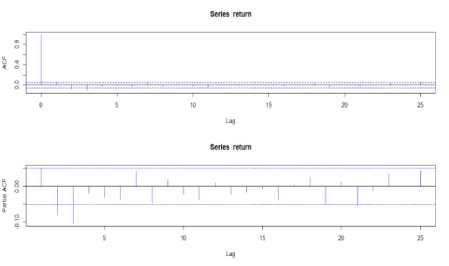 Series return
ACF
0.0 0.4 0.8
0 5 10 15 20 25
Lag
Series return
Partial ACF
-0.10 0.00
5 10 15 20 25
Lag